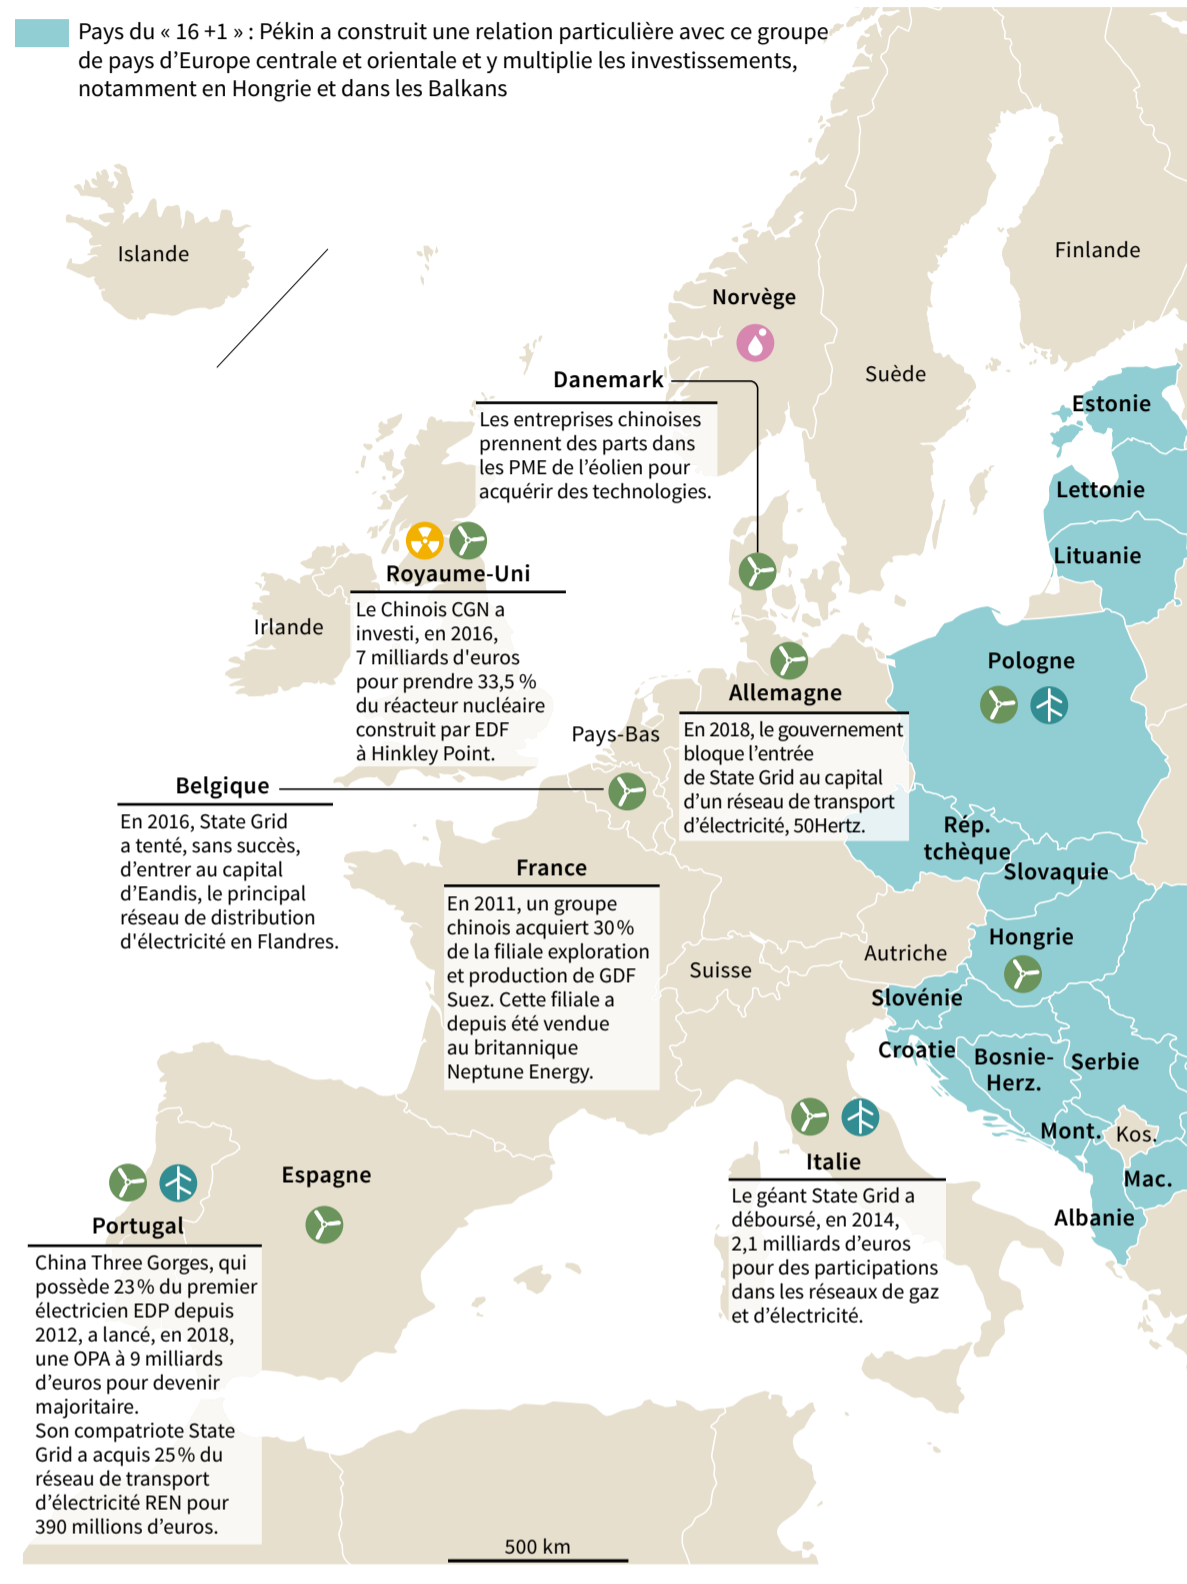 Pays du « 16 +1 » : Pékin a construit une relation particulière avec ce groupe
de pays d’Europe centrale et orientale et y multiplie les investissements,
notamment en Hongrie et dans les Balkans
Islande
Finlande
Norvège
Suède
Danemark
Les entreprises chinoises
prennent des parts dans
les PME de l’éolien pour
acquérir des technologies.
Estonie
Lettonie
Lituanie
Royaume-Uni
Le Chinois CGN a
investi, en 2016,
7 milliards d'euros
pour prendre 33,5 %
du réacteur nucléaire
construit par EDF
à Hinkley Point.
Irlande
Pologne
Allemagne
En 2018, le gouvernement
bloque l’entrée
de State Grid au capital
d’un réseau de transport
d’électricité, 50Hertz.
Pays-Bas
Belgique
En 2016, State Grid
a tenté, sans succès,
d’entrer au capital
d’Eandis, le principal
réseau de distribution
d'électricité en Flandres.
Rép.
tchèque
Slovaquie
France
En 2011, un groupe
chinois acquiert 30 %
de la filiale exploration
et production de GDF
Suez. Cette filiale a
depuis été vendue
au britannique
Neptune Energy.
Suisse
Autriche
Hongrie
Slovénie
Croatie
Bosnie-
Herz.
Serbie
Mont.
Kos.
Mac.
Albanie
Italie
Le géant State Grid a
déboursé, en 2014,
2,1 milliards d’euros
pour des participations
dans les réseaux de gaz
et d’électricité.
Espagne
Portugal
China Three Gorges, qui
possède 23 % du premier
électricien EDP depuis
2012, a lancé, en 2018,
une OPA à 9 milliards
d’euros pour devenir
majoritaire.
Son compatriote State
Grid a acquis 25 % du
réseau de transport
d’électricité REN pour
390 millions d’euros.
500 km